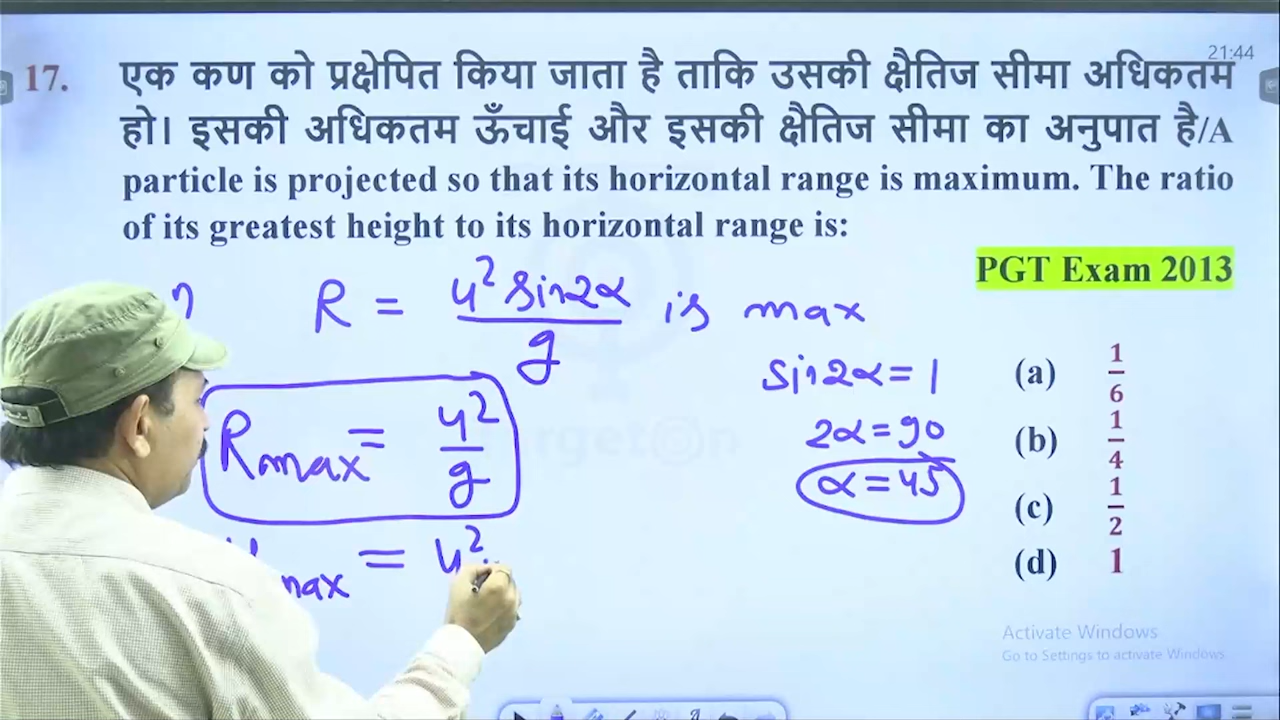 21:44
17. एक कण को प्रक्षेपित किया जाता है ताकि उसकी क्षैतिज सीमा अधिकतम
हो। इसकी अधिकतम ऊँचाई और इसकी क्षैतिज सीमा का अनुपात है/A
particle is projected so that its horizontal range is maximum. The ratio
of its greatest height to its horizontal range is:
PGT Exam 2013
R = u² sin2α / g is max
sin2α = 1
2α = 90
α = 45
Rmax = u² / g
max = u²
(a) 1/6
(b) 1/4
(c) 1/2
(d) 1
Activate Windows
Go to Settings to activate Windows